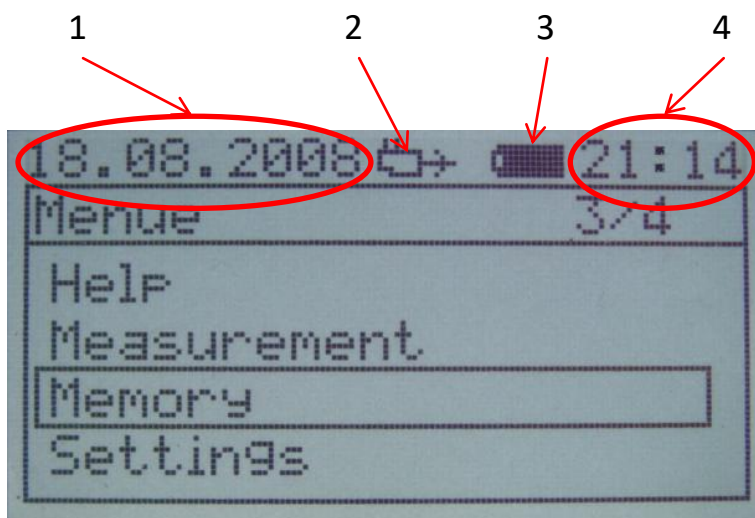 1 2 3 4
18.08.2008 21:14
Menue 3/4
Help
Measurement
Memory
Settings